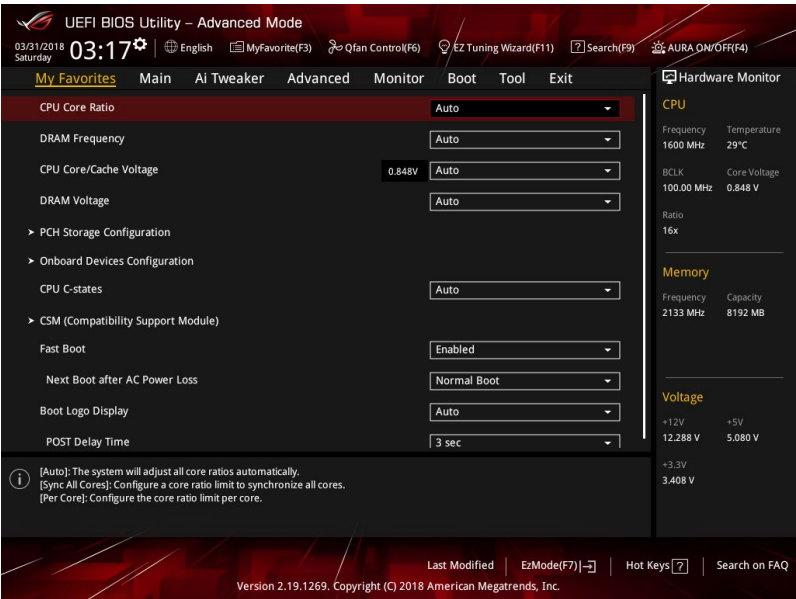 UEFI BIOS Utility – Advanced Mode
03/31/2018 Saturday 03:17 English MyFavorite(F3) Qfan Control(F6) EZ Tuning Wizard(F11) ? Search(F9) AURA ON/OFF(F4)
My Favorites Main Ai Tweaker Advanced Monitor Boot Tool Exit
CPU Core Ratio Auto
DRAM Frequency Auto
CPU Core/Cache Voltage 0.848V Auto
DRAM Voltage Auto
> PCH Storage Configuration
> Onboard Devices Configuration
CPU C-states Auto
> CSM (Compatibility Support Module)
Fast Boot Enabled
Next Boot after AC Power Loss Normal Boot
Boot Logo Display Auto
POST Delay Time 3 sec
[Auto]: The system will adjust all core ratios automatically.
[Sync All Cores]: Configure a core ratio limit to synchronize all cores.
[Per Core]: Configure the core ratio limit per core.
Hardware Monitor
CPU
Frequency Temperature
1600 MHz 29°C
BCLK Core Voltage
100.00 MHz 0.848 V
Ratio
16x
Memory
Frequency Capacity
2133 MHz 8192 MB
Voltage
+12V +5V
12.288 V 5.080 V
+3.3V
3.408 V
Last Modified EzMode(F7) Hot Keys ? Search on FAQ
Version 2.19.1269. Copyright (C) 2018 American Megatrends, Inc.